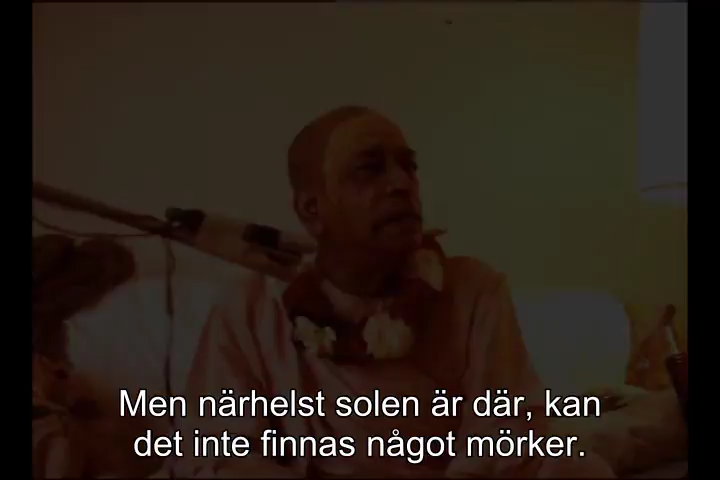 Men närhelst solen är där, kan
det inte finnas något mörker.